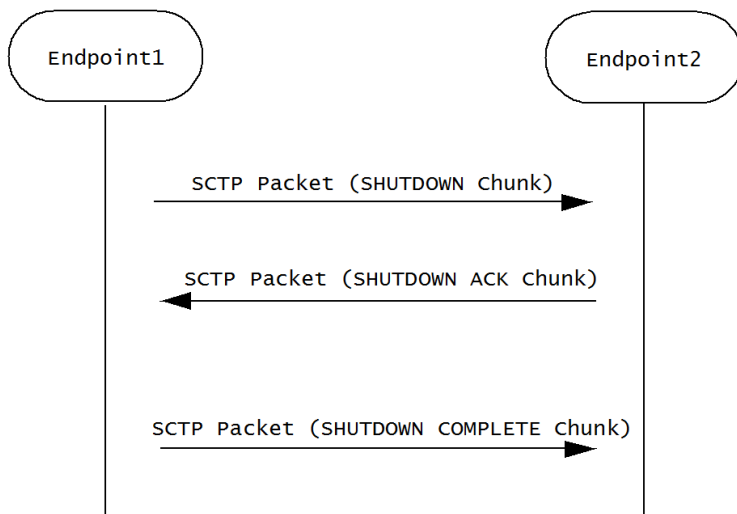 Endpoint1
Endpoint2
SCTP Packet (SHUTDOWN Chunk)
SCTP Packet (SHUTDOWN ACK Chunk)
SCTP Packet (SHUTDOWN COMPLETE Chunk)